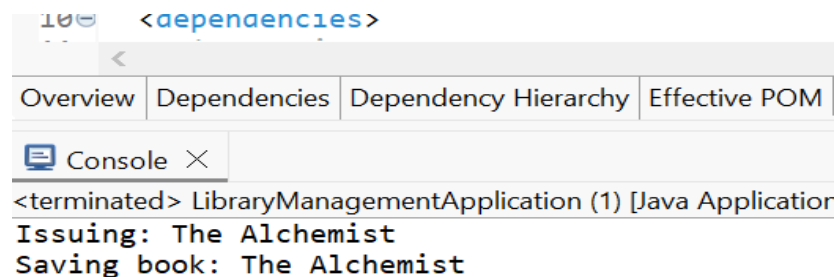 10 <dependencies>
Overview Dependencies Dependency Hierarchy Effective POM
Console
<terminated> LibraryManagementApplication (1) [Java Application
Issuing: The Alchemist
Saving book: The Alchemist